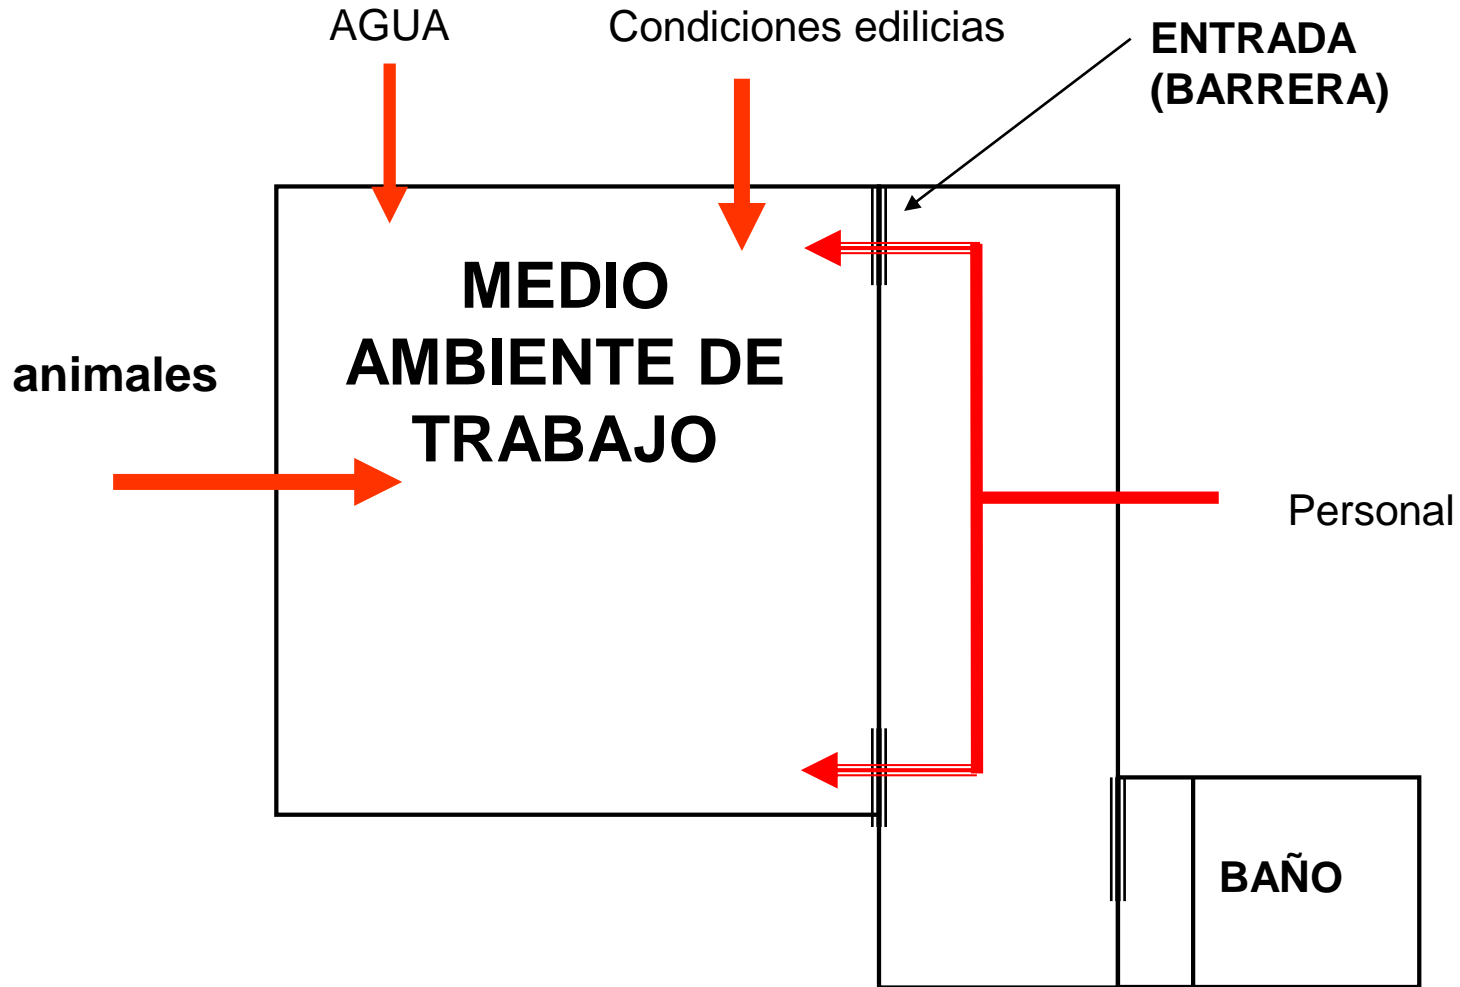 AGUA
Condiciones edilicias
ENTRADA
(BARRERA)
MEDIO
AMBIENTE DE
TRABAJO
animales
Personal
BAÑO